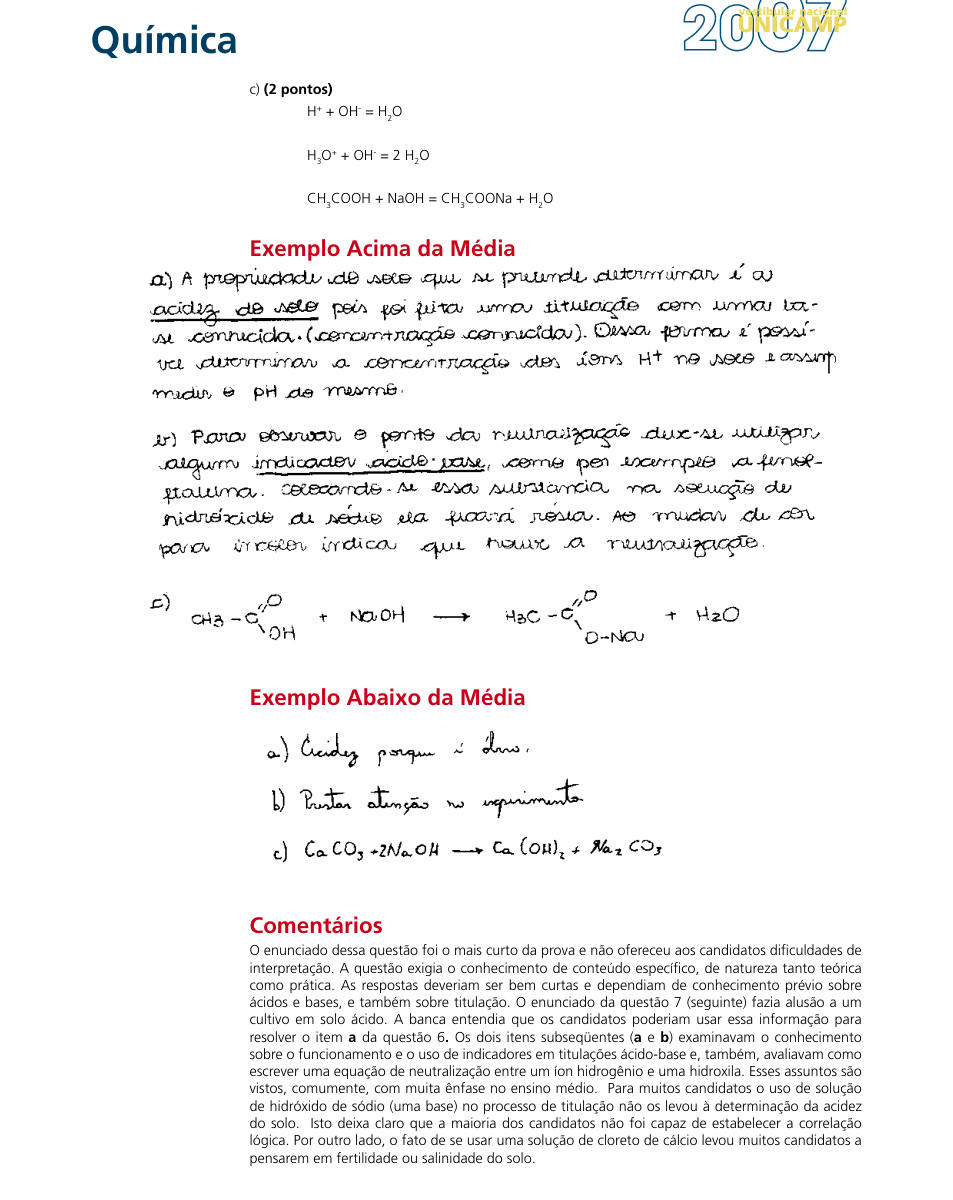 Química
2007
vestibular nacional
UNICAMP
c) (2 pontos)
H⁺ + OH⁻ = H₂O
H₃O⁺ + OH⁻ = 2 H₂O
CH₃COOH + NaOH = CH₃COONa + H₂O
Exemplo Acima da Média
a) A propriedade do solo que se pretende determinar é a
acidez do solo pois foi feita uma titulação com uma ba-
se conhecida. (concentração conhecida). Dessa forma é possí-
vel determinar a concentração dos íons H⁺ no solo e assim
medir o pH do mesmo.
b) Para observar o ponto da neutralização deve-se utilizar
algum indicador ácido-base, como por exemplo a fenol-
ftaleína. Colocando-se essa substância na solução de
hidróxido de sódio ela ficará rósea. Ao mudar de cor
para incolor indica que houve a neutralização.
c) CH3 - C(=O)OH + NaOH → H3C - C(=O)O-Na + H2O
Exemplo Abaixo da Média
a) Acidez porque é óbvio.
b) Prestar atenção no experimento
c) CaCO₃ + 2NaOH → Ca(OH)₂ + Na₂CO₃
Comentários
O enunciado dessa questão foi o mais curto da prova e não ofereceu aos candidatos dificuldades de
interpretação. A questão exigia o conhecimento de conteúdo específico, de natureza tanto teórica
como prática. As respostas deveriam ser bem curtas e dependiam de conhecimento prévio sobre
ácidos e bases, e também sobre titulação. O enunciado da questão 7 (seguinte) fazia alusão a um
cultivo em solo ácido. A banca entendia que os candidatos poderiam usar essa informação para
resolver o item a da questão 6. Os dois itens subseqüentes (a e b) examinavam o conhecimento
sobre o funcionamento e o uso de indicadores em titulações ácido-base e, também, avaliavam como
escrever uma equação de neutralização entre um íon hidrogênio e uma hidroxila. Esses assuntos são
vistos, comumente, com muita ênfase no ensino médio. Para muitos candidatos o uso de solução
de hidróxido de sódio (uma base) no processo de titulação não os levou à determinação da acidez
do solo. Isto deixa claro que a maioria dos candidatos não foi capaz de estabelecer a correlação
lógica. Por outro lado, o fato de se usar uma solução de cloreto de cálcio levou muitos candidatos a
pensarem em fertilidade ou salinidade do solo.